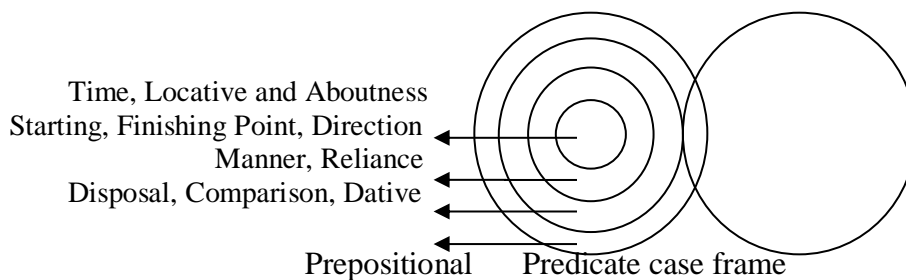 Time, Locative and Aboutness
Starting, Finishing Point, Direction
Manner, Reliance
Disposal, Comparison, Dative
Prepositional Predicate case frame